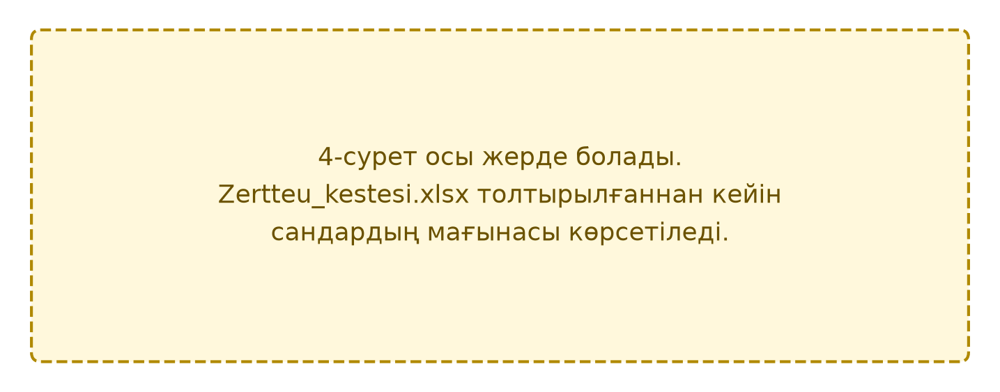 4-сурет осы жерде болады.
Zertteu_kestesi.xlsx толтырылғаннан кейін
сандардың мағынасы көрсетіледі.